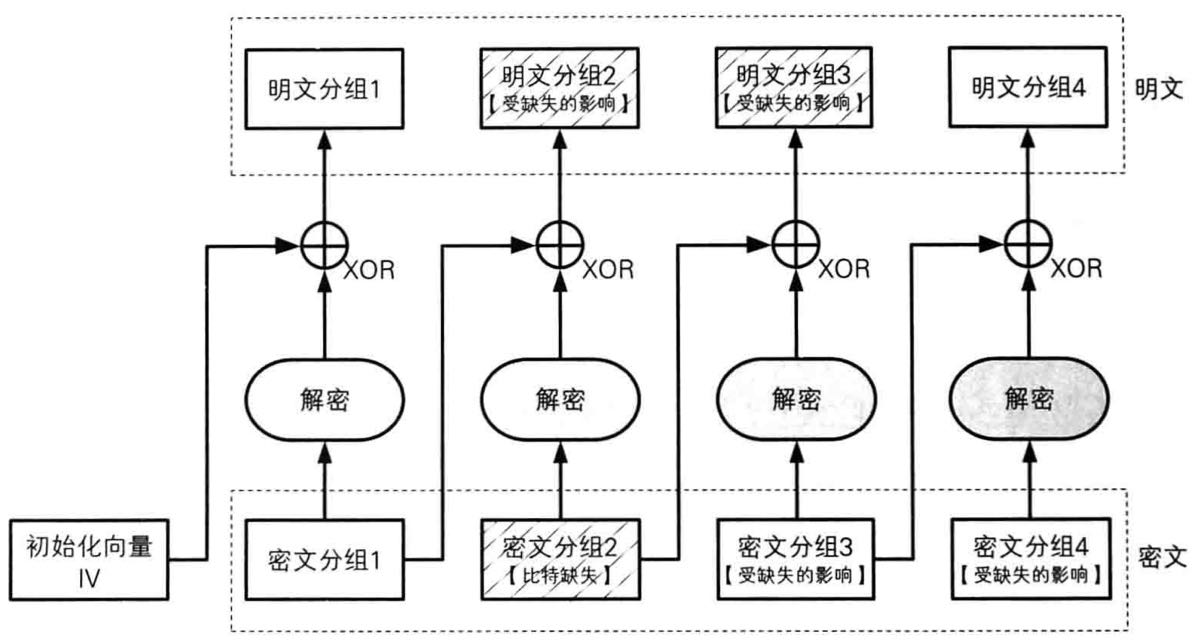 明文分组1
明文分组2
【受缺失的影响】
明文分组3
【受缺失的影响】
明文分组4
明文
XOR
XOR
XOR
XOR
解密
解密
解密
解密
初始化向量
IV
密文分组1
密文分组2
【比特缺失】
密文分组3
【受缺失的影响】
密文分组4
【受缺失的影响】
密文